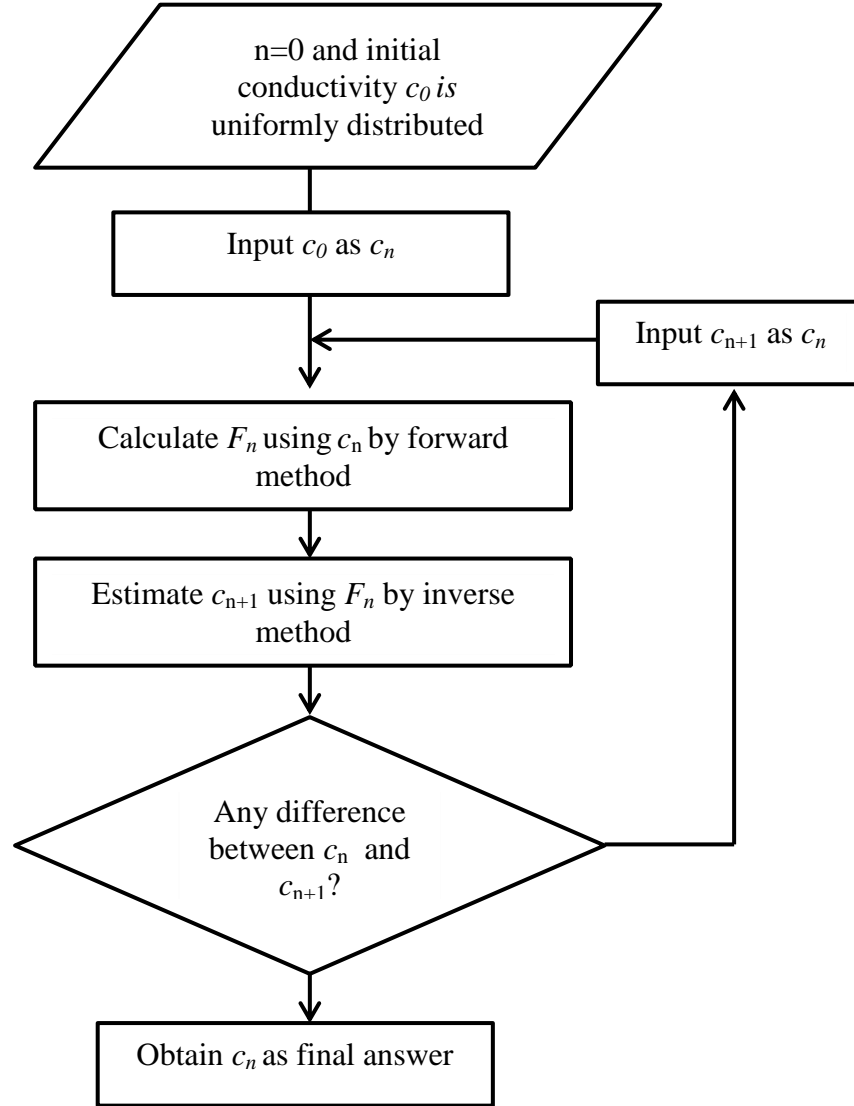 n=0 and initial
conductivity c0 is
uniformly distributed
Input c0 as cn
Input cn+1 as cn
Calculate Fn using cn by forward
method
Estimate cn+1 using Fn by inverse
method
Any difference
between cn and
cn+1?
Obtain cn as final answer